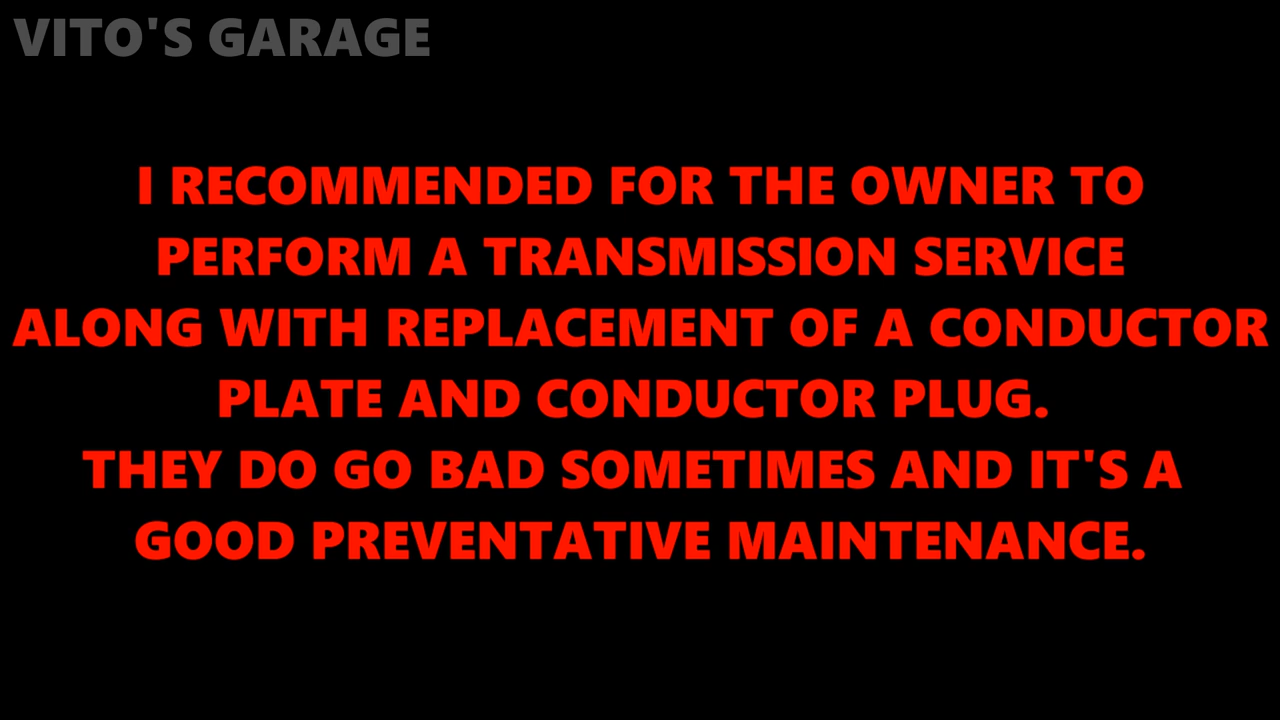 VITO'S GARAGE
I RECOMMENDED FOR THE OWNER TO
PERFORM A TRANSMISSION SERVICE
ALONG WITH REPLACEMENT OF A CONDUCTOR
PLATE AND CONDUCTOR PLUG.
THEY DO GO BAD SOMETIMES AND IT'S A
GOOD PREVENTATIVE MAINTENANCE.